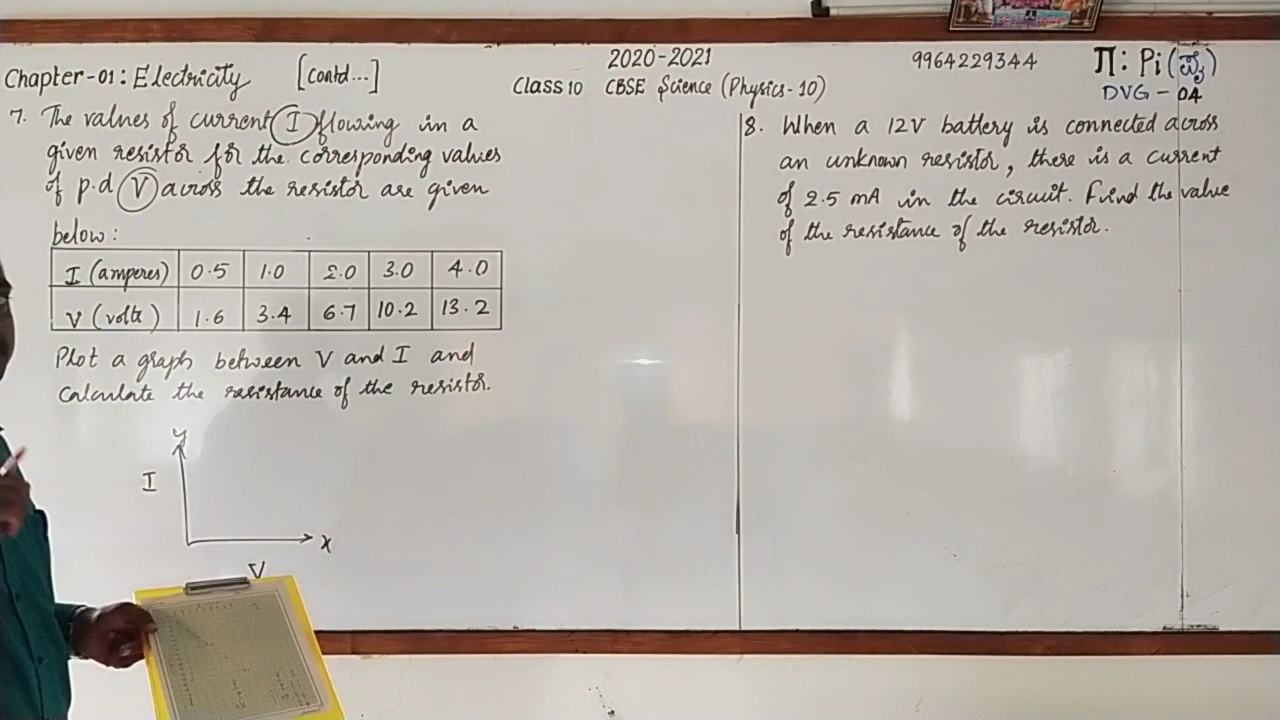 2020-2021
9964229344
Π: Pi (ಪೈ)
Chapter-01: Electricity [Contd...]
Class 10 CBSE Science (Physics-10)
DVG - 04
7. The values of current I flowing in a
given resistor for the corresponding values
of p.d V across the resistor are given
below:
I (amperes) 0.5 1.0 2.0 3.0 4.0
V (volts) 1.6 3.4 6.7 10.2 13.2
Plot a graph between V and I and
Calculate the resistance of the resistor.
y
I
x
V
8. When a 12V battery is connected across
an unknown resistor, there is a current
of 2.5 mA in the circuit. Find the value
of the resistance of the resistor.